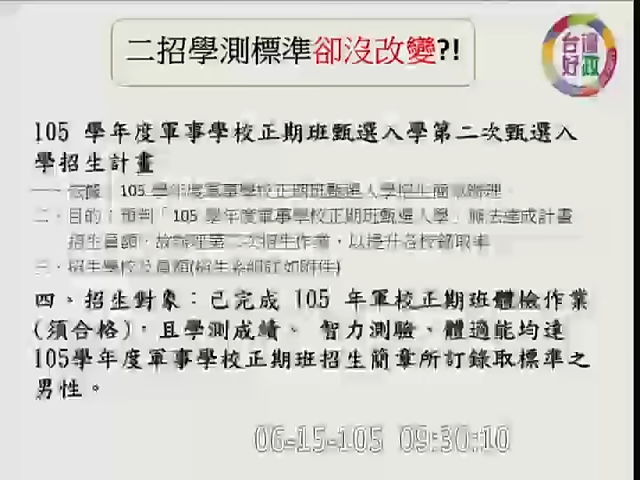 二招學測標準卻沒改變?!
台灣
好政
105 學年度軍事學校正期班甄選入學第二次甄選入
學招生計畫
一、依據：105 學年度軍事學校正期班甄選入學招生簡章辦理。
二、目的：預判「105 學年度軍事學校正期班甄選入學」無法達成計畫
招生員額，故辦理第二次招生作業，以提升各校錄取率
三、招生學校及員額(招生系組詳如附件)
四、招生對象：已完成 105 年軍校正期班體檢作業
(須合格)，且學測成績、智力測驗、體適能均達
105學年度軍事學校正期班招生簡章所訂錄取標準之
男性。
06-15-105 09:30:10